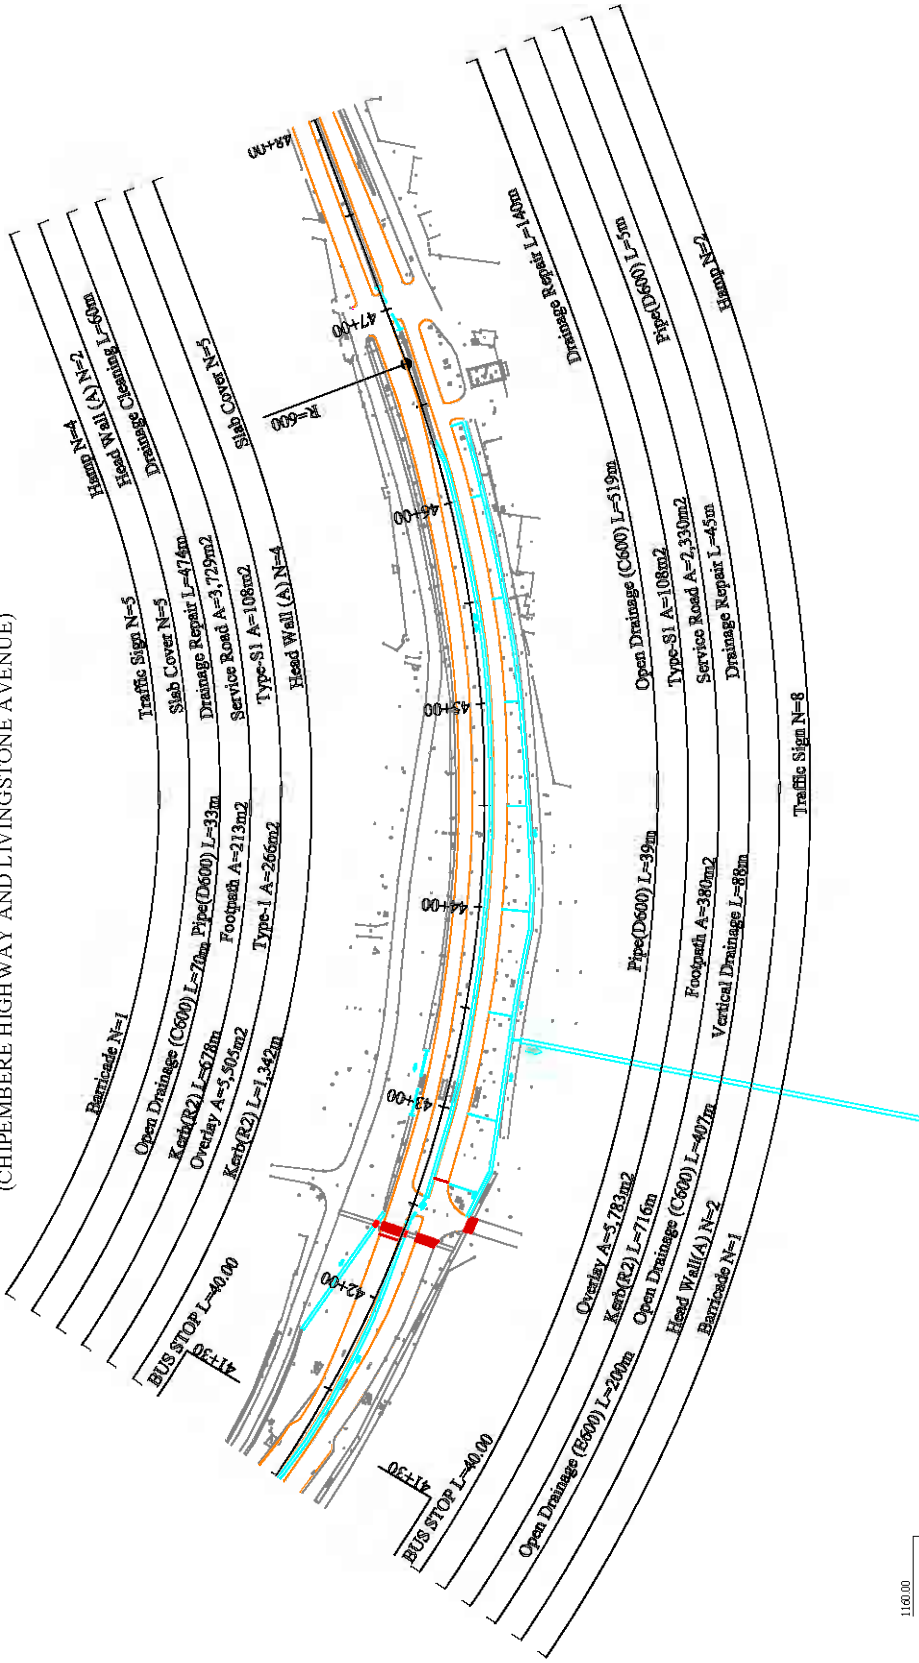 (CHIPEMBERE HIGHWAY AND LIVINGSTONE AVENUE)
Barricade N=1
Traffic Sign N=5
Hamp N=4
Open Drainage (C600) L=70m
Pipe(D600) L=33m
Slab Cover N=5
Head Wall (A) N=2
Kerb(R2) L=678m
Footpath A=213m2
Drainage Repair L=474m
Drainage Cleaning L=60m
Overlay A=5,505m2
Service Road A=3,729m2
Kerb(R2) L=1,342m
Type-1 A=266m2
Type-S1 A=108m2
Slab Cover N=5
Head Wall (A) N=4
BUS STOP L=40.00
41+30
R=600
42+00
43+00
44+00
45+00
46+00
47+00
48+00
41+30
BUS STOP L=40.00
Overlay A=5,783m2
Pipe(D600) L=39m
Open Drainage (C600) L=519m
Drainage Repair L=140m
Kerb(R2) L=716m
Type-S1 A=108m2
Open Drainage (E600) L=200m
Open Drainage (C600) L=407m
Footpath A=380m2
Service Road A=2,330m2
Pipe(D600) L=5m
Head Wall(A) N=2
Vertical Drainage L=88m
Drainage Repair L=45m
Barricade N=1
Traffic Sign N=8
Hamp N=2
1160.00